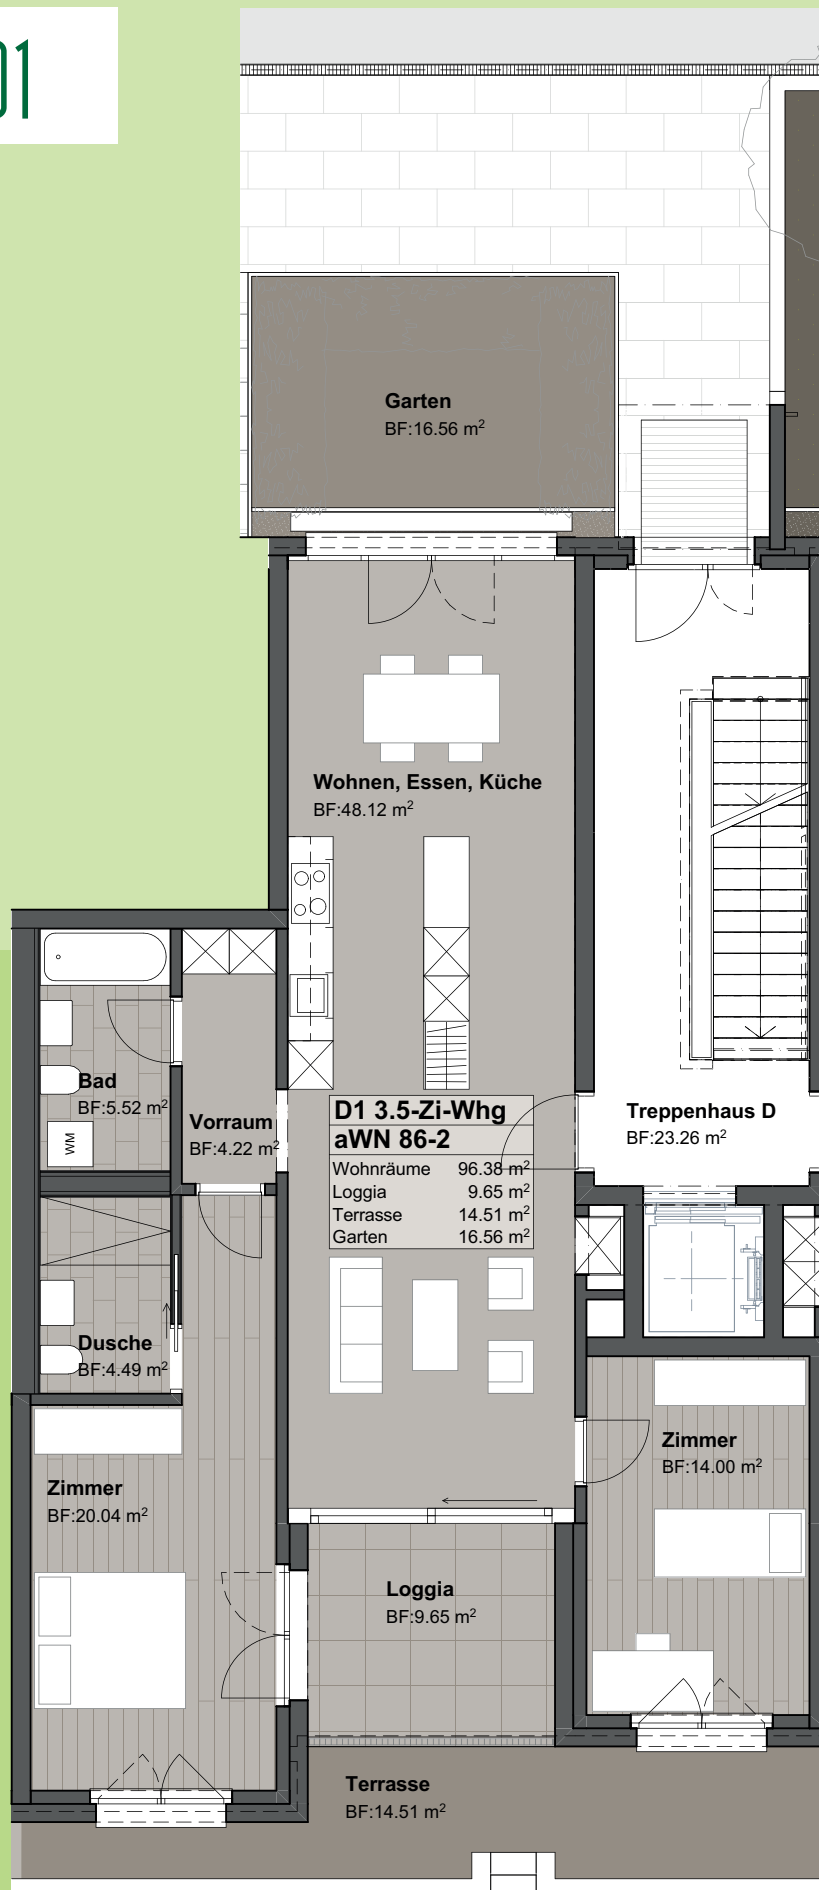 01
Garten
BF:16.56 m²
Wohnen, Essen, Küche
BF:48.12 m²
Bad
BF:5.52 m²
WM
Vorraum
BF:4.22 m²
D1 3.5-Zi-Whg
aWN 86-2
Wohnräume 96.38 m²
Loggia 9.65 m²
Terrasse 14.51 m²
Garten 16.56 m²
Treppenhaus D
BF:23.26 m²
Dusche
BF:4.49 m²
Zimmer
BF:20.04 m²
Zimmer
BF:14.00 m²
Loggia
BF:9.65 m²
Terrasse
BF:14.51 m²